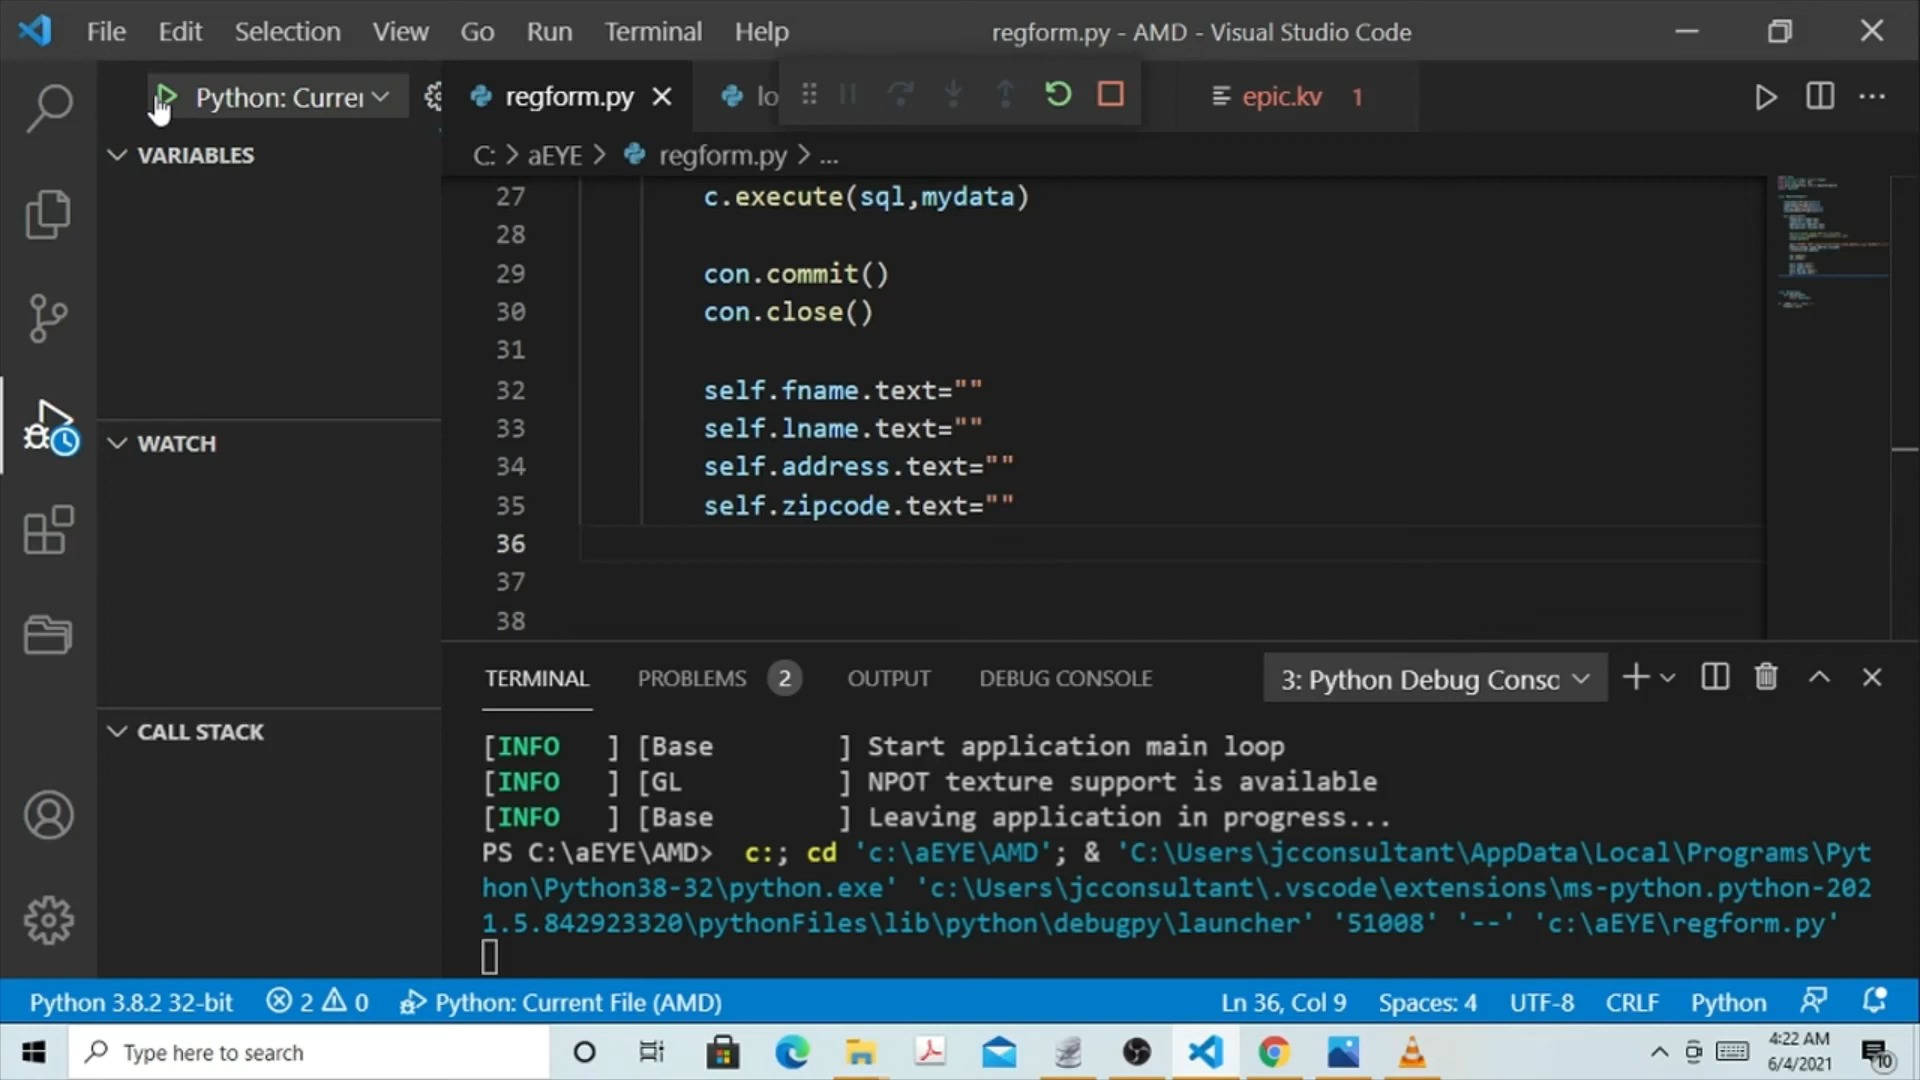 File Edit Selection View Go Run Terminal Help
regform.py - AMD - Visual Studio Code
Python: Currei
regform.py
lo
epic.kv 1
VARIABLES
C: > aEYE > regform.py > ...
27 c.execute(sql,mydata)
28
29 con.commit()
30 con.close()
31
32 self.fname.text=""
33 self.lname.text=""
34 self.address.text=""
35 self.zipcode.text=""
36
37
38
WATCH
CALL STACK
TERMINAL PROBLEMS 2 OUTPUT DEBUG CONSOLE 3: Python Debug Consc
[INFO   ] [Base        ] Start application main loop
[INFO   ] [GL          ] NPOT texture support is available
[INFO   ] [Base        ] Leaving application in progress...
PS C:\aEYE\AMD>  c:; cd 'c:\aEYE\AMD'; & 'C:\Users\jcconsultant\AppData\Local\Programs\Pyt
hon\Python38-32\python.exe' 'c:\Users\jcconsultant\.vscode\extensions\ms-python.python-202
1.5.842923320\pythonFiles\lib\python\debugpy\launcher' '51008' '--' 'c:\aEYE\regform.py'
Python 3.8.2 32-bit 2 0 Python: Current File (AMD) Ln 36, Col 9 Spaces: 4 UTF-8 CRLF Python
Type here to search
4:22 AM
6/4/2021
10